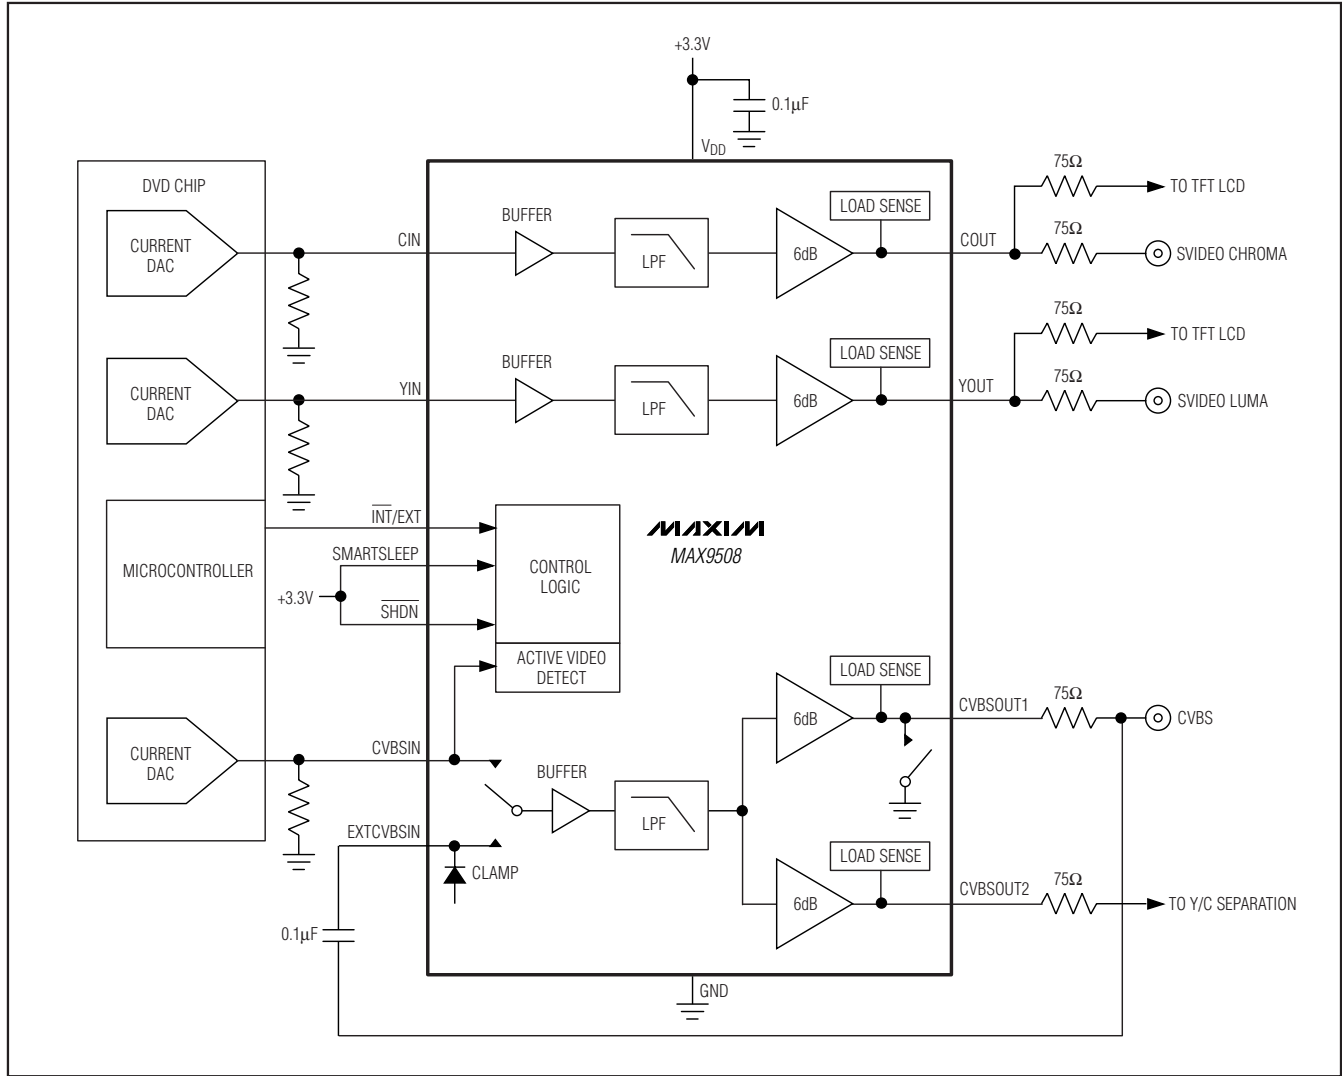 +3.3V
0.1µF
VDD
DVD CHIP
CURRENT
DAC
CIN
BUFFER
LPF
6dB
LOAD SENSE
COUT
75Ω
TO TFT LCD
75Ω
SVIDEO CHROMA
CURRENT
DAC
YIN
BUFFER
LPF
6dB
LOAD SENSE
YOUT
75Ω
TO TFT LCD
75Ω
SVIDEO LUMA
MICROCONTROLLER
I̅N̅T̅/EXT
SMARTSLEEP
+3.3V
S̅H̅D̅N̅
CONTROL
LOGIC
ACTIVE VIDEO
DETECT
MAXIM
MAX9508
CURRENT
DAC
CVBSIN
EXTCVBSIN
CLAMP
0.1µF
BUFFER
LPF
6dB
LOAD SENSE
CVBSOUT1
75Ω
CVBS
6dB
LOAD SENSE
CVBSOUT2
75Ω
TO Y/C SEPARATION
GND